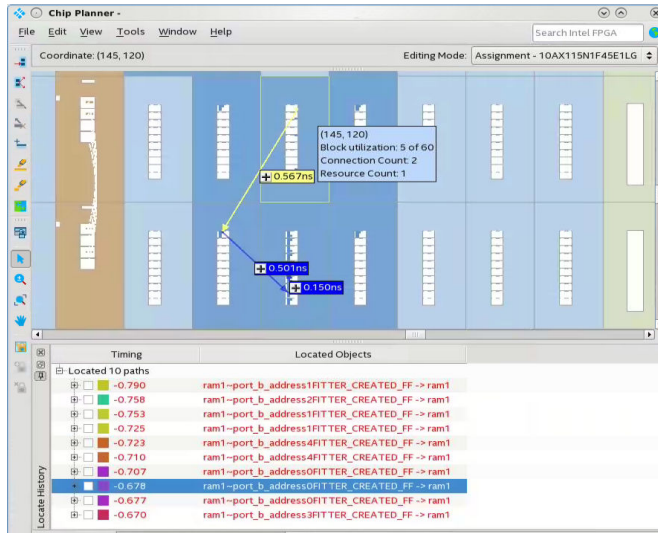 Chip Planner -
File Edit View Tools Window Help
Search Intel FPGA
Coordinate: (145, 120)
Editing Mode: Assignment - 10AX115N1F45E1LG
(145, 120)
Block utilization: 5 of 60
Connection Count: 2
Resource Count: 1
0.567ns
0.501ns
0.150ns
Timing Located Objects
Located 10 paths
-0.790 ram1~port_b_address1FITTER_CREATED_FF -> ram1
-0.758 ram1~port_b_address2FITTER_CREATED_FF -> ram1
-0.753 ram1~port_b_address1FITTER_CREATED_FF -> ram1
-0.725 ram1~port_b_address1FITTER_CREATED_FF -> ram1
-0.723 ram1~port_b_address4FITTER_CREATED_FF -> ram1
-0.710 ram1~port_b_address4FITTER_CREATED_FF -> ram1
-0.707 ram1~port_b_address0FITTER_CREATED_FF -> ram1
-0.678 ram1~port_b_address0FITTER_CREATED_FF -> ram1
-0.677 ram1~port_b_address0FITTER_CREATED_FF -> ram1
-0.670 ram1~port_b_address3FITTER_CREATED_FF -> ram1
Locate History